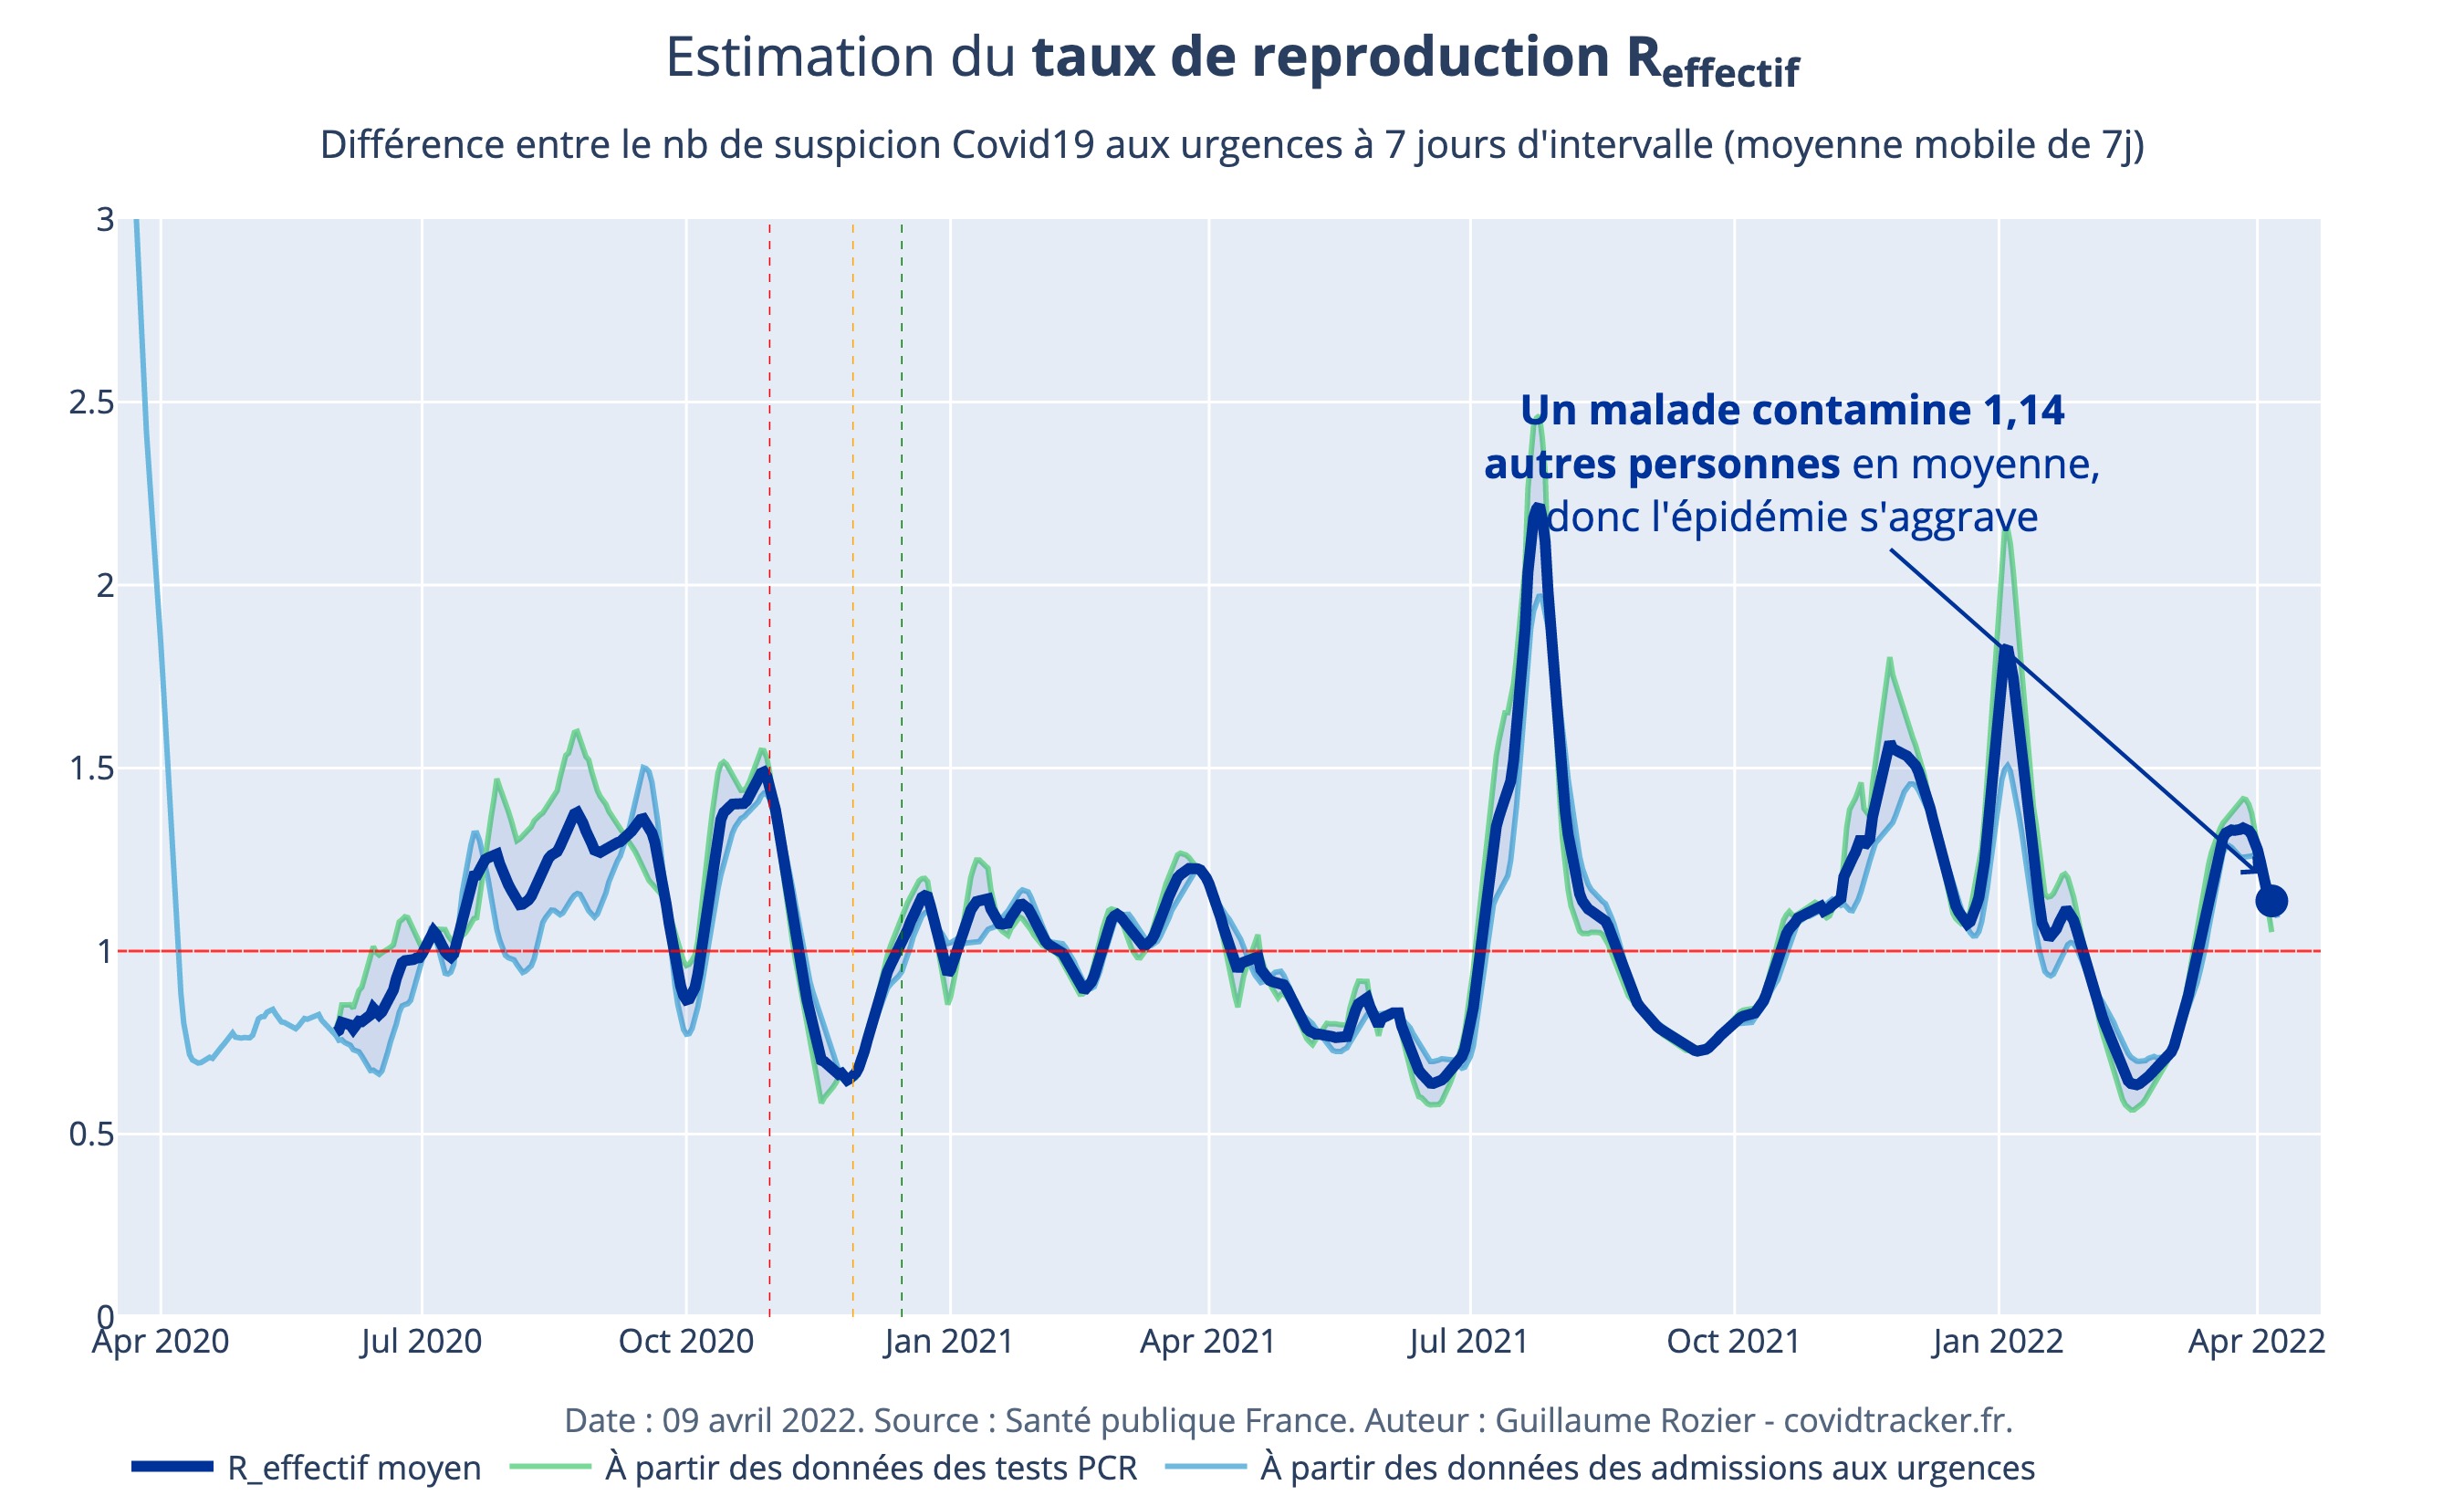 Estimation du taux de reproduction Reffectif
Différence entre le nb de suspicion Covid19 aux urgences à 7 jours d'intervalle (moyenne mobile de 7j)
3
2.5
2
1.5
1
0.5
0
Un malade contamine 1,14
autres personnes en moyenne,
donc l'épidémie s'aggrave
Apr 2020 Jul 2020 Oct 2020 Jan 2021 Apr 2021 Jul 2021 Oct 2021 Jan 2022 Apr 2022
Date : 09 avril 2022. Source : Santé publique France. Auteur : Guillaume Rozier - covidtracker.fr.
R_effectif moyen À partir des données des tests PCR À partir des données des admissions aux urgences